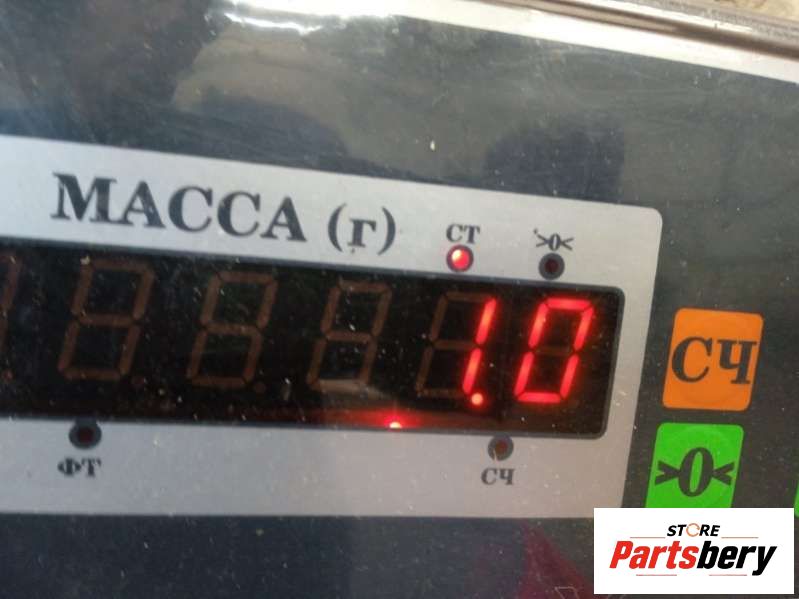 МАССА (г)
СТ >0<
1.0
СЧ
ФТ СЧ
>0<
STORE
Partsbery